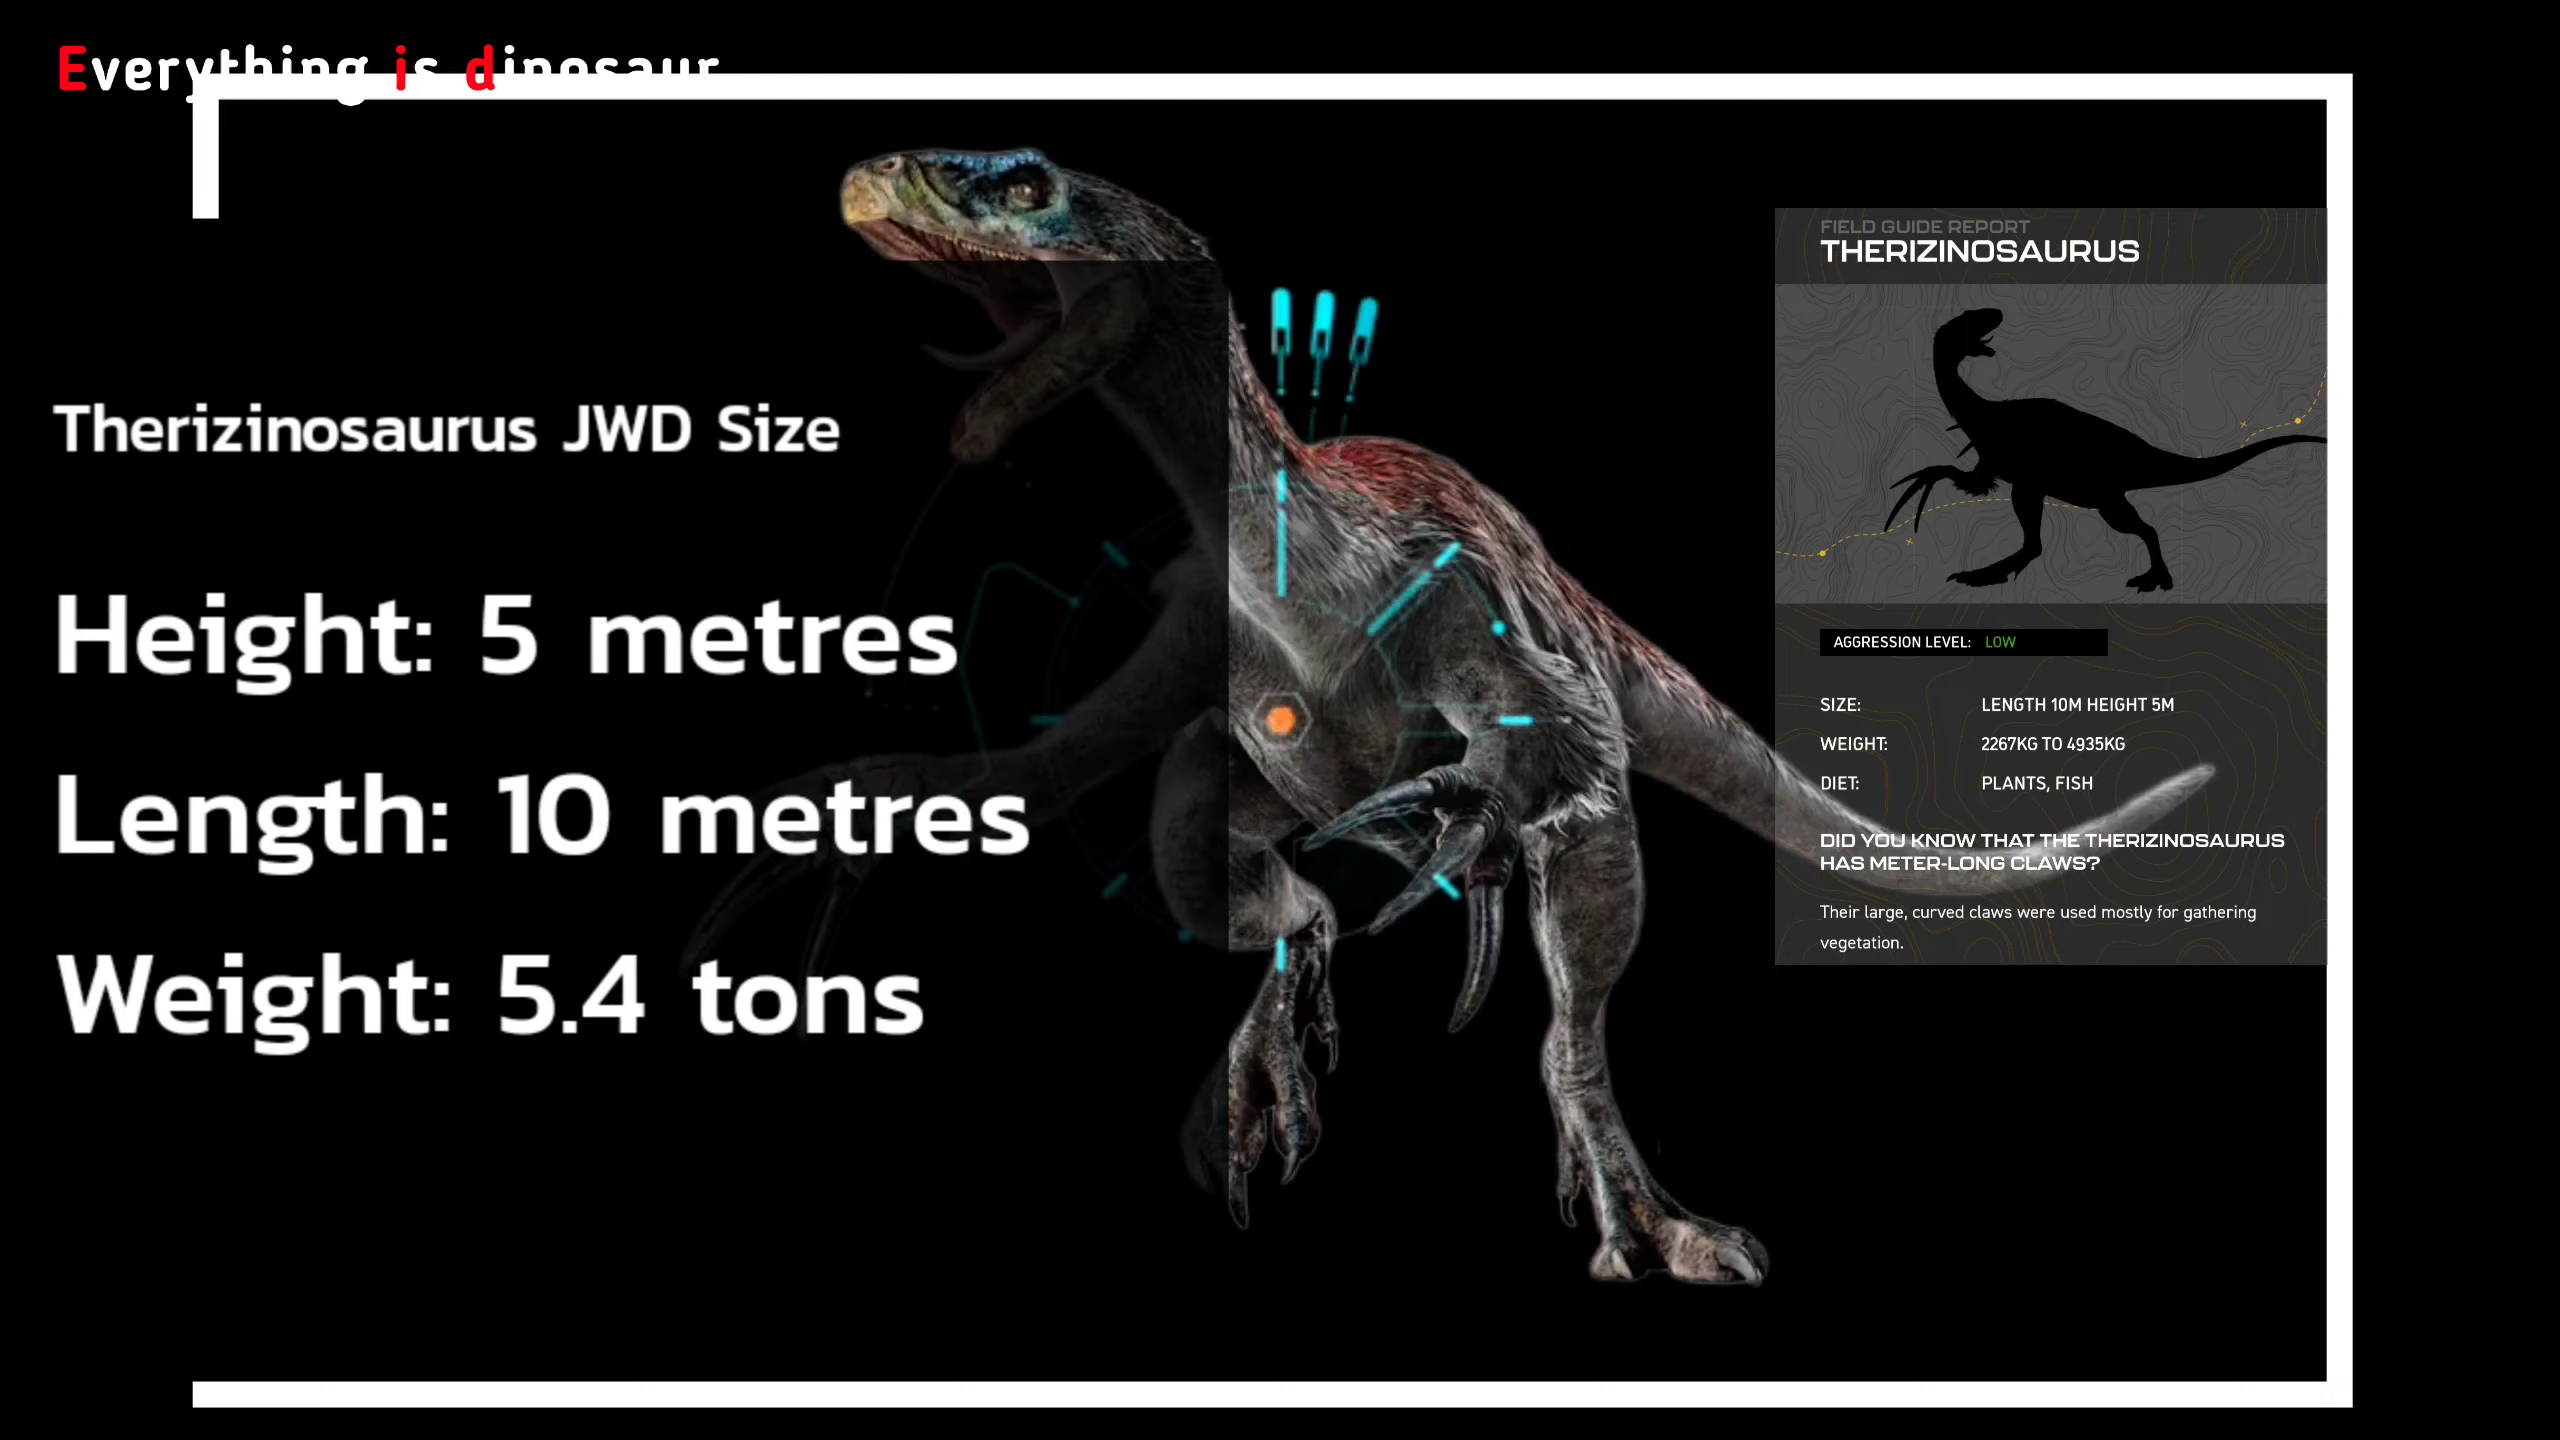 Everything is dinosaur
Therizinosaurus JWD Size
Height: 5 metres
Length: 10 metres
Weight: 5.4 tons
FIELD GUIDE REPORT
THERIZINOSAURUS
AGGRESSION LEVEL: LOW
SIZE: LENGTH 10M HEIGHT 5M
WEIGHT: 2267KG TO 4935KG
DIET: PLANTS, FISH
DID YOU KNOW THAT THE THERIZINOSAURUS
HAS METER-LONG CLAWS?
Their large, curved claws were used mostly for gathering
vegetation.